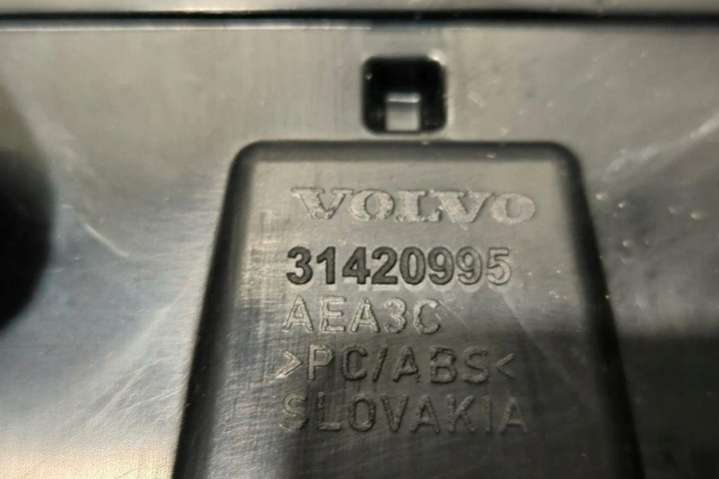 VOLVO
31420995
AEA3C
>PC/ABS<
SLOVAKIA